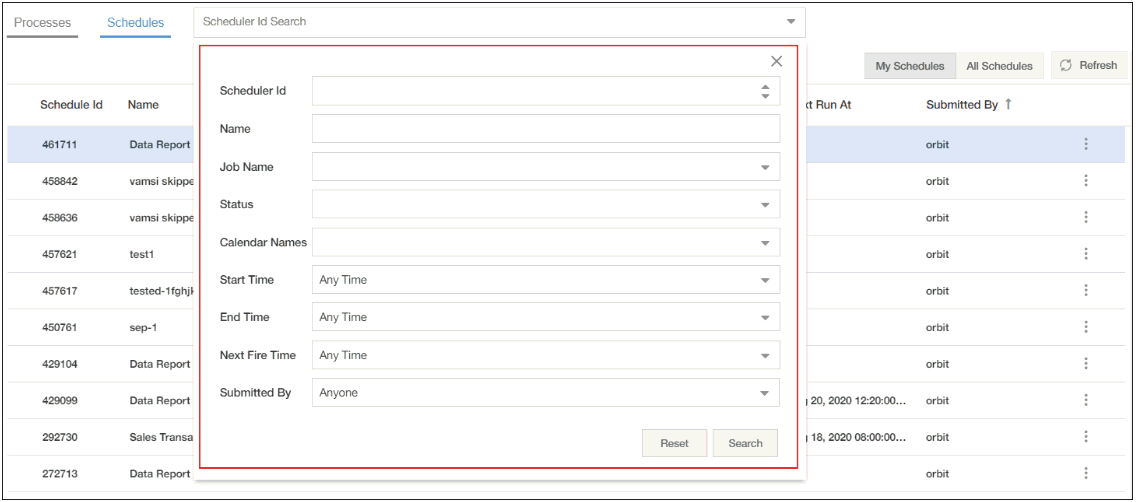 Processes Schedules Scheduler Id Search
My Schedules All Schedules Refresh
Schedule Id Name xt Run At Submitted By
Scheduler Id
Name
Job Name
Status
Calendar Names
Start Time Any Time
End Time Any Time
Next Fire Time Any Time
Submitted By Anyone
Reset Search
461711 Data Report orbit
458842 vamsi skippe orbit
458636 vamsi skippe orbit
457621 test1 orbit
457617 tested-1fghjk orbit
450761 sep-1 orbit
429104 Data Report orbit
429099 Data Report g 20, 2020 12:20:00... orbit
292730 Sales Transa g 18, 2020 08:00:00... orbit
272713 Data Report orbit